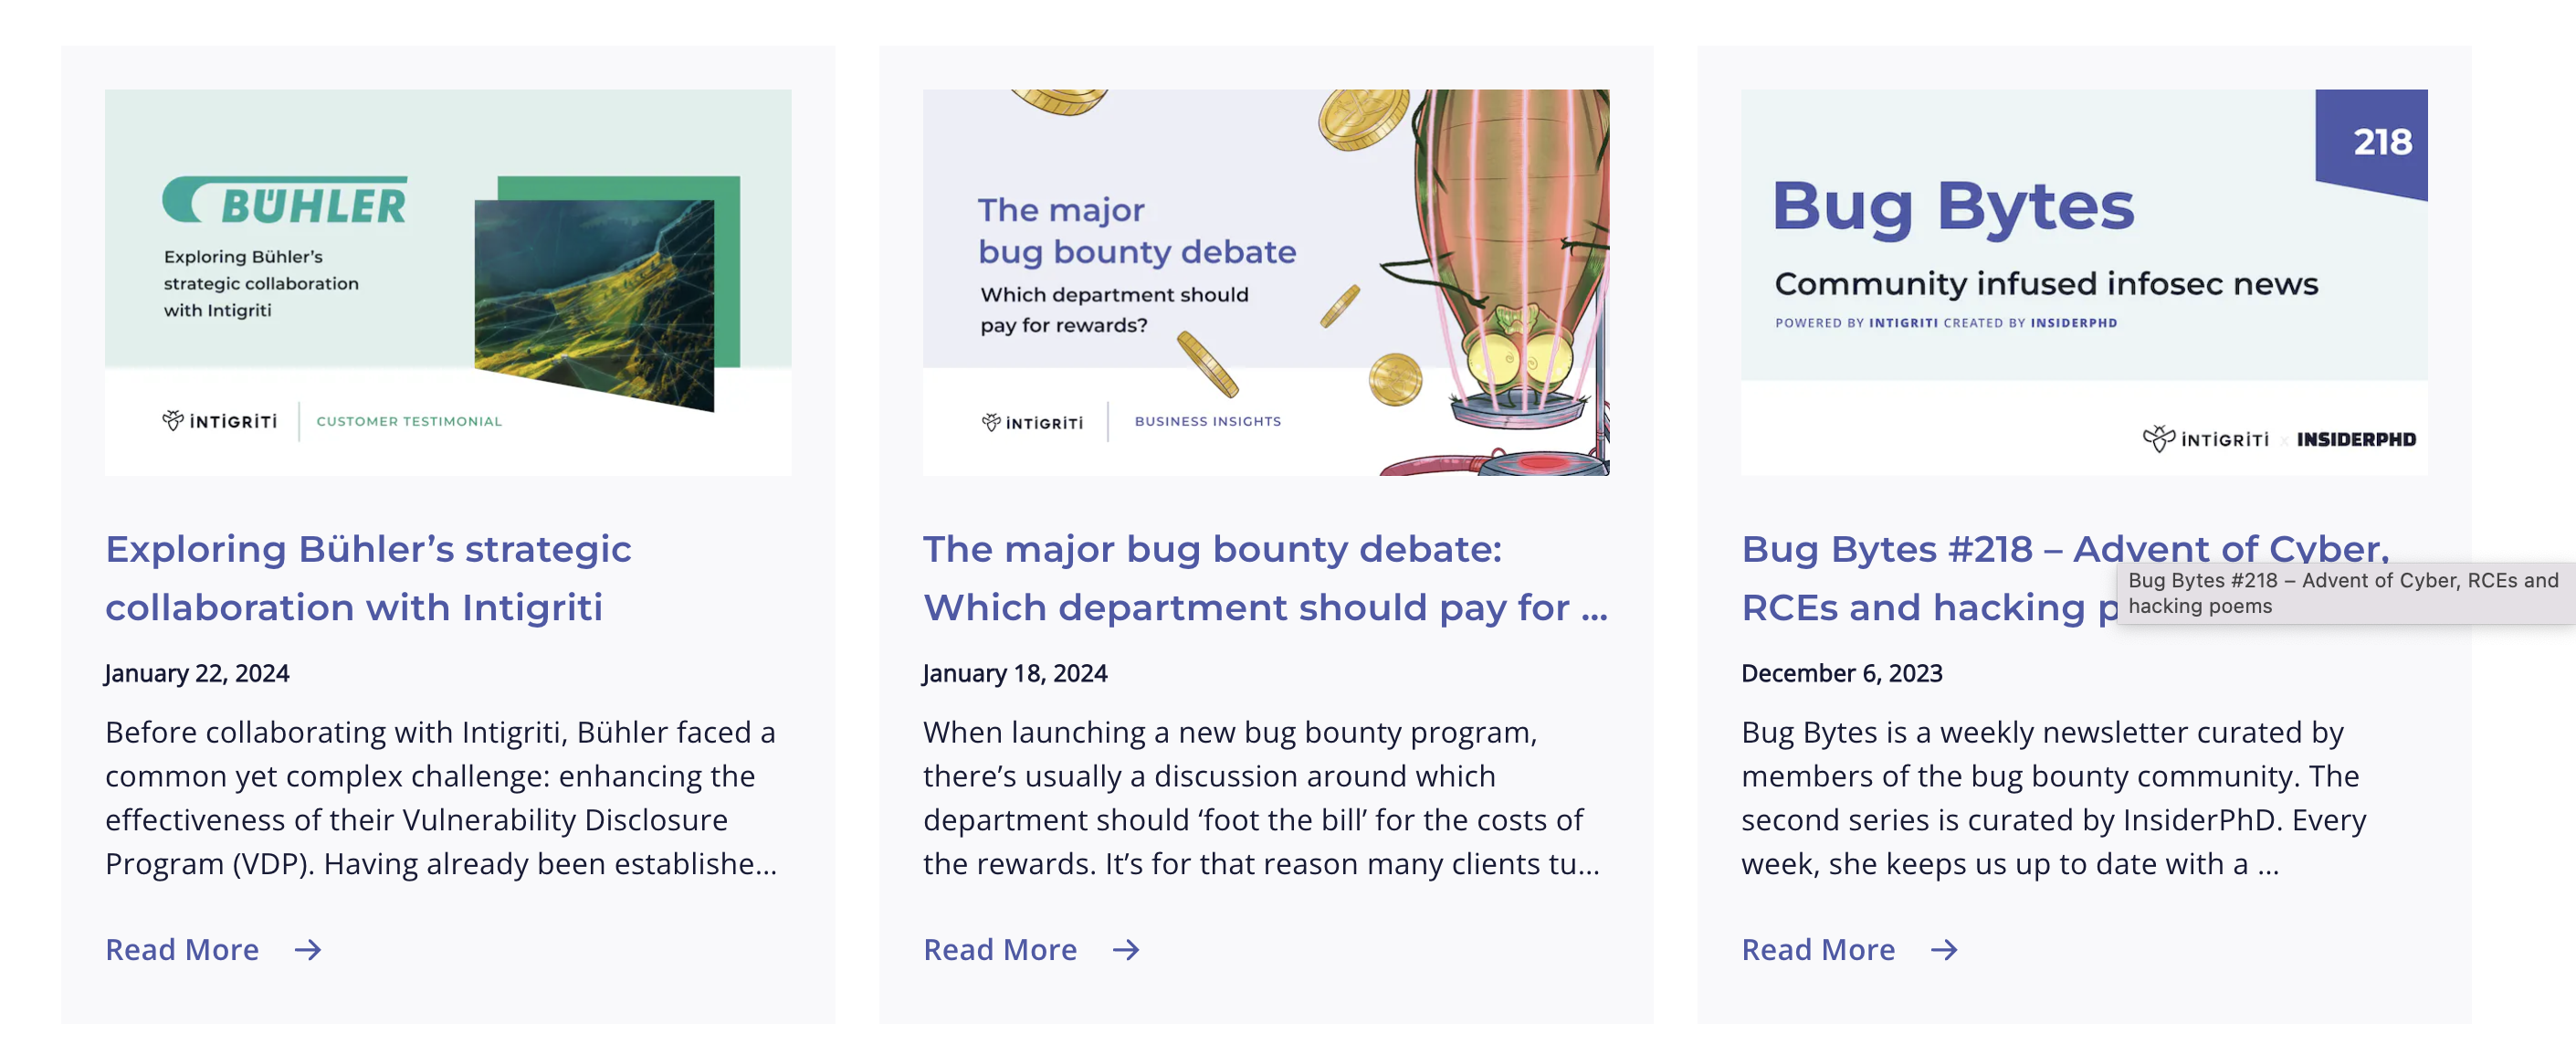 BÜHLER
Exploring Bühler's
strategic collaboration
with Intigriti
INTIGRITI
CUSTOMER TESTIMONIAL
Exploring Bühler’s strategic
collaboration with Intigriti
January 22, 2024
Before collaborating with Intigriti, Bühler faced a
common yet complex challenge: enhancing the
effectiveness of their Vulnerability Disclosure
Program (VDP). Having already been establishe...
Read More →
The major
bug bounty debate
Which department should
pay for rewards?
INTIGRITI
BUSINESS INSIGHTS
The major bug bounty debate:
Which department should pay for ...
January 18, 2024
When launching a new bug bounty program,
there’s usually a discussion around which
department should ‘foot the bill’ for the costs of
the rewards. It’s for that reason many clients tu...
Read More →
218
Bug Bytes
Community infused infosec news
POWERED BY INTIGRITI CREATED BY INSIDERPHD
INTIGRITI × INSIDERPHD
Bug Bytes #218 – Advent of Cyber,
RCEs and hacking p
Bug Bytes #218 – Advent of Cyber, RCEs and
hacking poems
December 6, 2023
Bug Bytes is a weekly newsletter curated by
members of the bug bounty community. The
second series is curated by InsiderPhD. Every
week, she keeps us up to date with a ...
Read More →